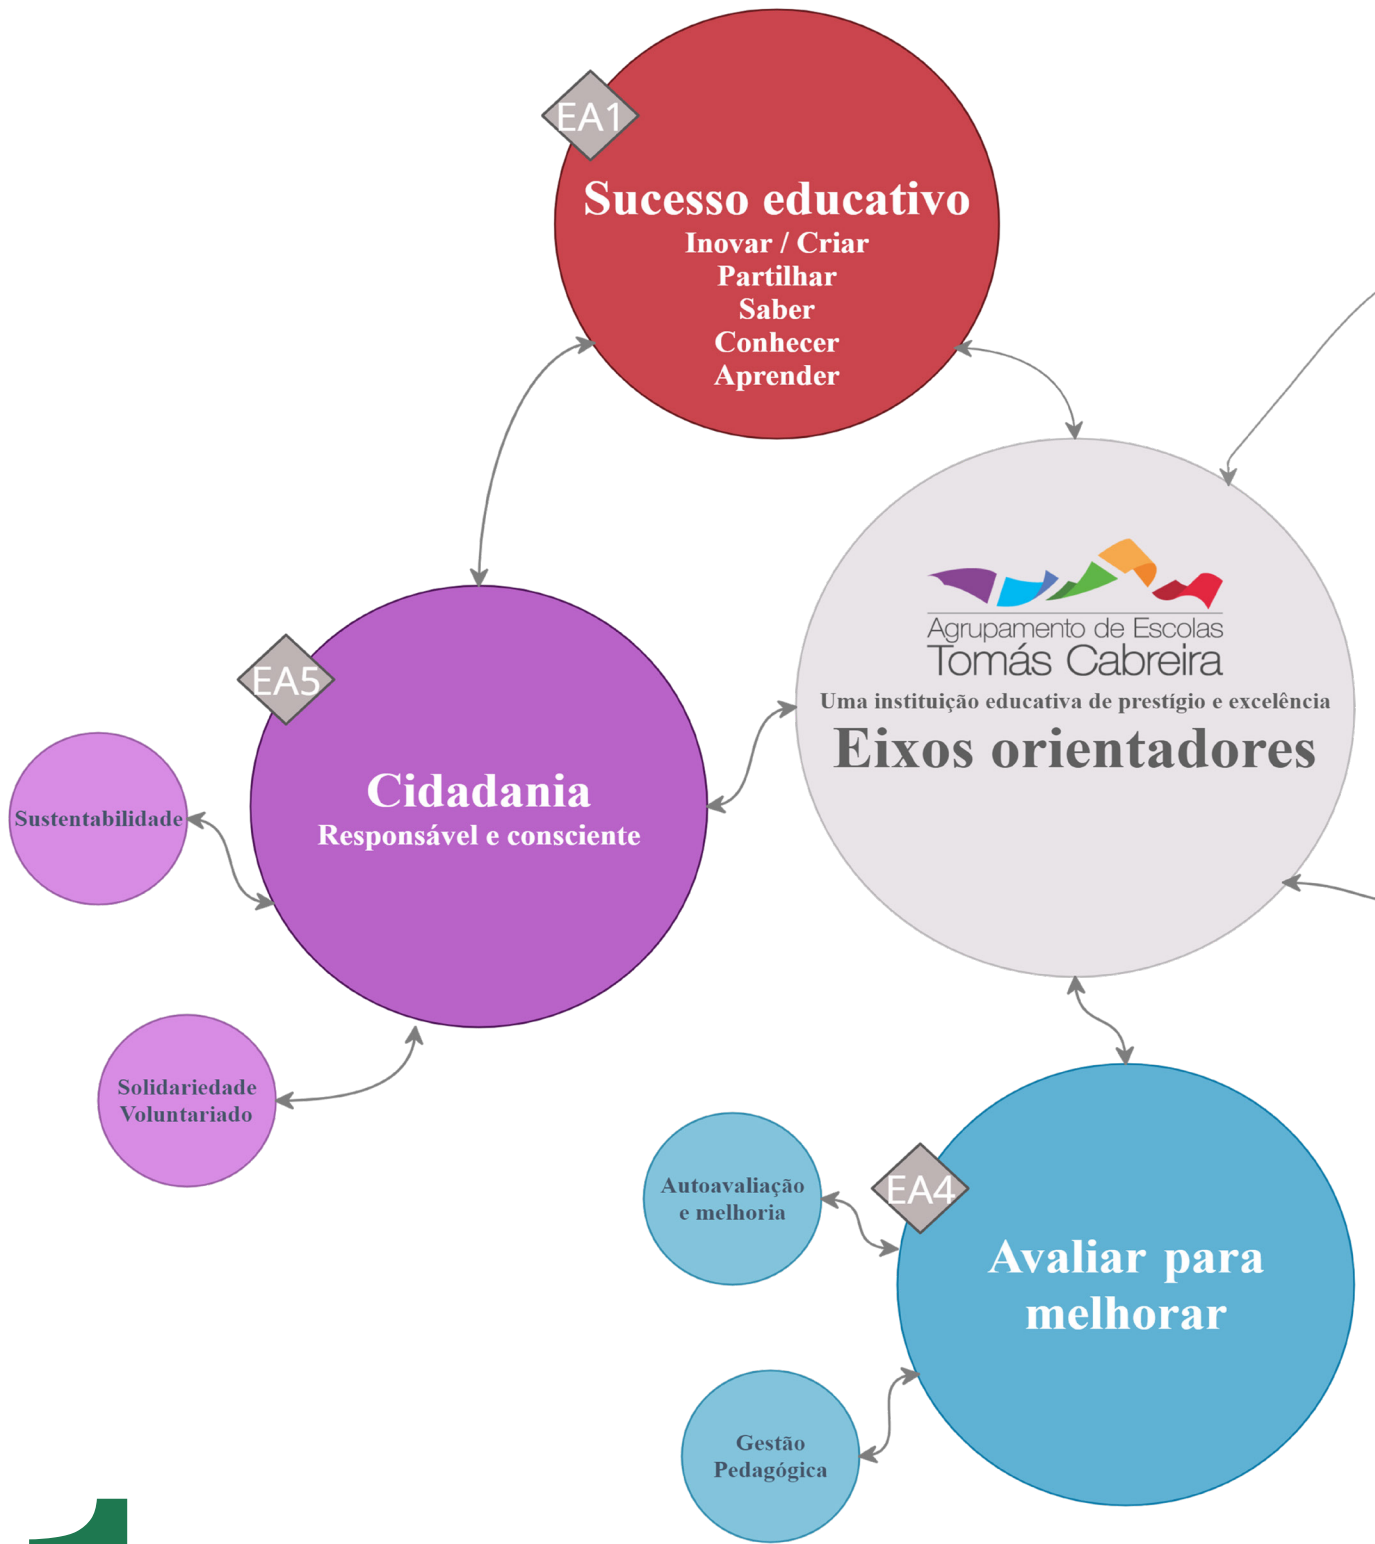 EA1
Sucesso educativo
Inovar / Criar
Partilhar
Saber
Conhecer
Aprender
Agrupamento de Escolas
Tomás Cabreira
Uma instituição educativa de prestígio e excelência
Eixos orientadores
EA5
Cidadania
Responsável e consciente
Sustentabilidade
Solidariedade
Voluntariado
EA4
Avaliar para
melhorar
Autoavaliação
e melhoria
Gestão
Pedagógica